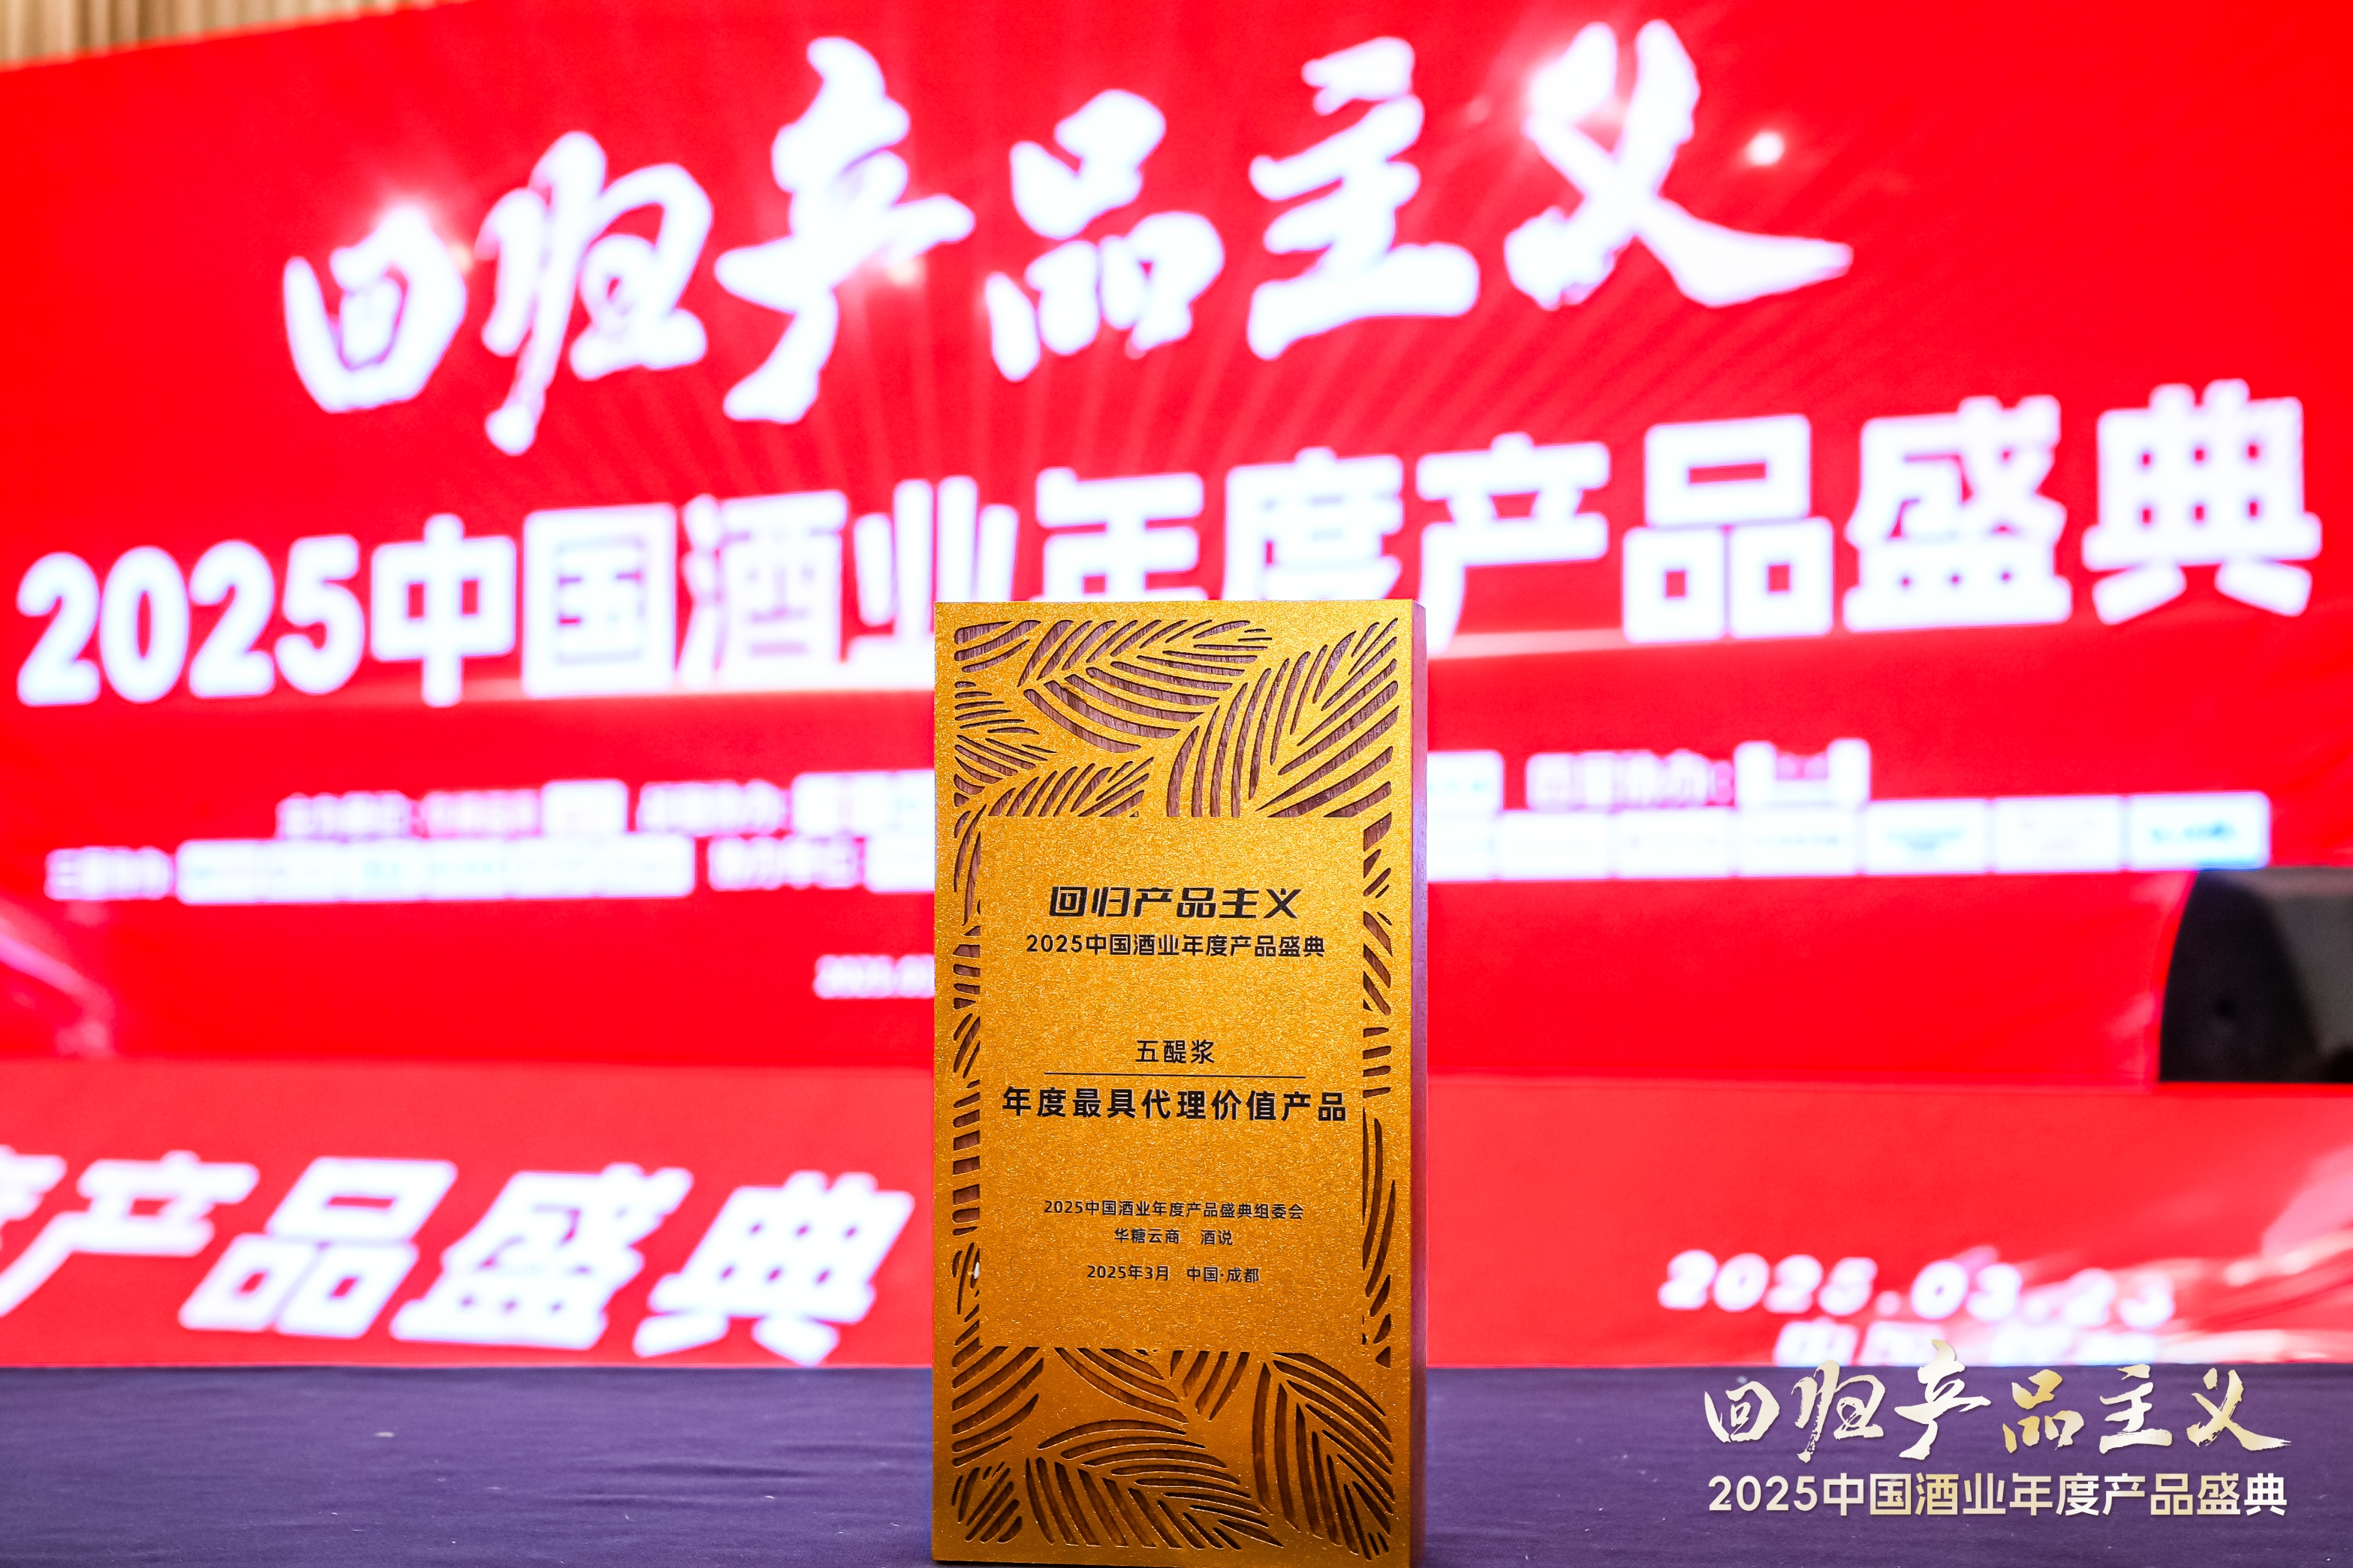 回归产品主义
2025中国酒业年度产品盛典
回归产品主义
2025中国酒业年度产品盛典
五醍浆
年度最具代理价值产品
2025中国酒业年度产品盛典组委会
华糖云商 酒说
2025年3月 中国·成都
产品盛典
2025.03.23
中国
回归产品主义
2025中国酒业年度产品盛典